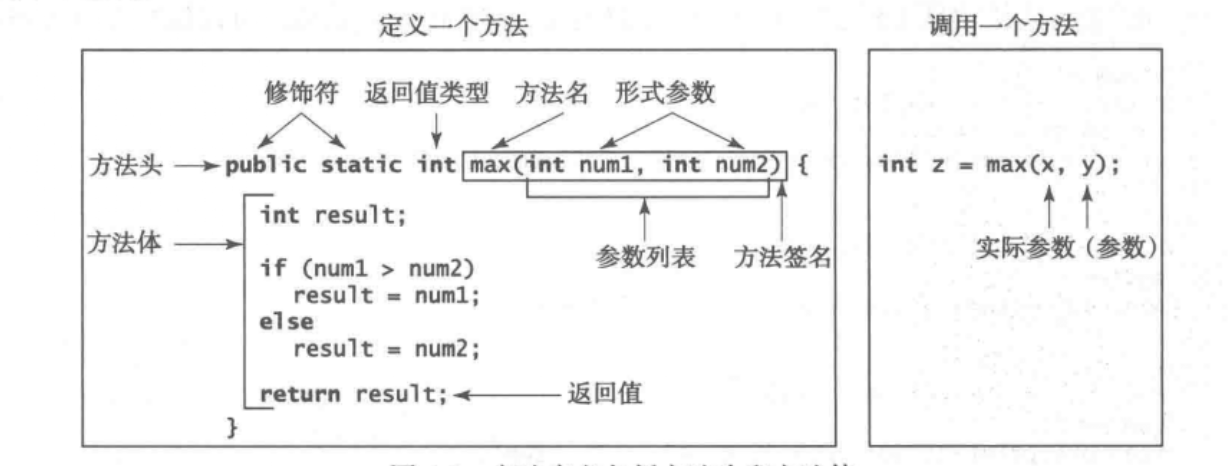 定义一个方法
调用一个方法
修饰符 返回值类型 方法名 形式参数
方法头 public static int max(int num1, int num2) {
int result;
方法体
参数列表 方法签名
if (num1 > num2)
result = num1;
else
result = num2;
return result; 返回值
}
int z = max(x, y);
实际参数（参数）